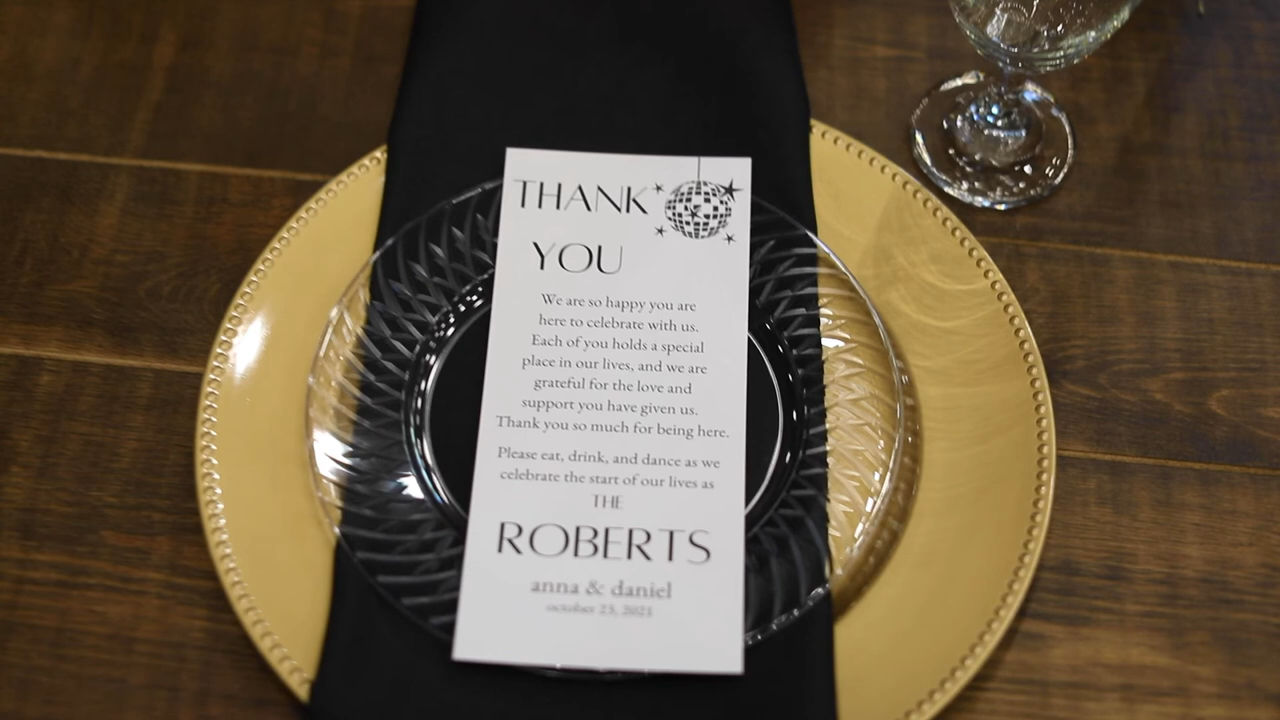 THANK
YOU
We are so happy you are
here to celebrate with us.
Each of you holds a special
place in our lives, and we are
grateful for the love and
support you have given us.
Thank you so much for being here.
Please eat, drink, and dance as we
celebrate the start of our lives as
THE
ROBERTS
anna & daniel
october 23,